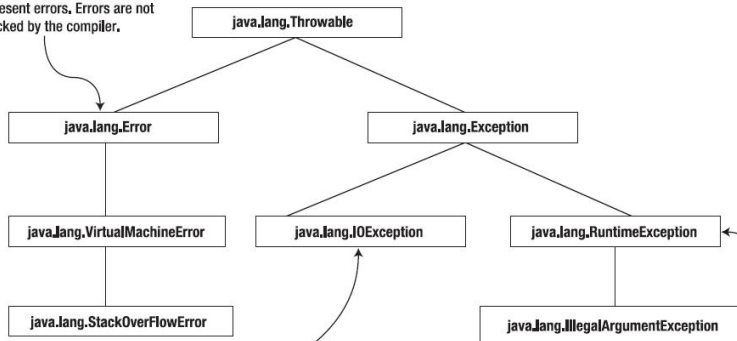 resent errors. Errors are not
cked by the compiler.
java.lang.Throwable
java.lang.Error
java.lang.Exception
java.lang.VirtualMachineError
java.lang.IOException
java.lang.RuntimeException
java.lang.StackOverFlowError
java.lang.IllegalArgumentException